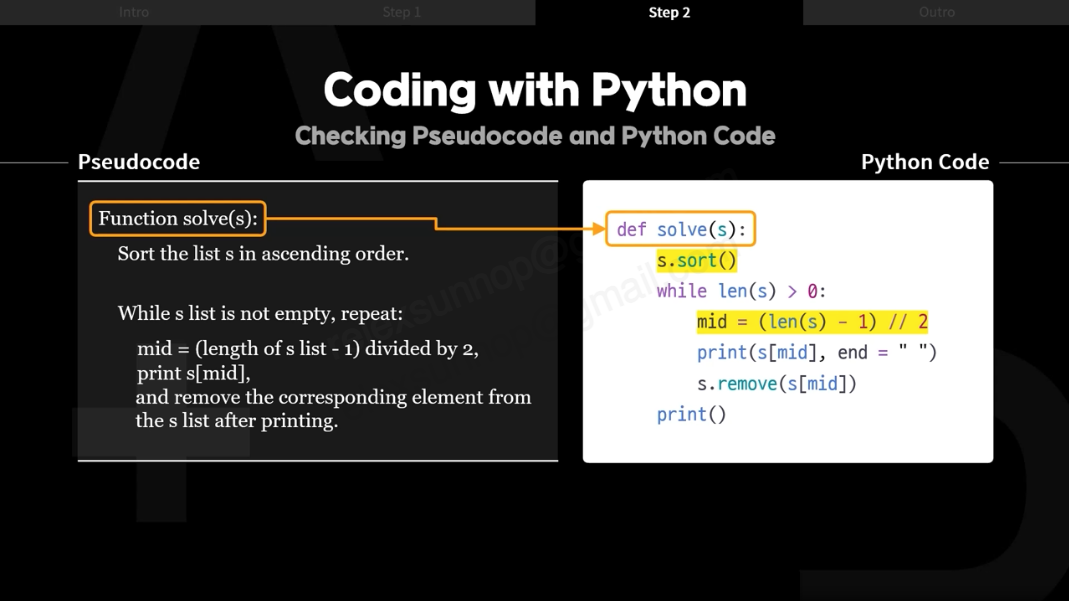 Intro
Step 1
Step 2
Outro
Coding with Python
Checking Pseudocode and Python Code
Pseudocode
Function solve(s):
Sort the list s in ascending order.
While s list is not empty, repeat:
mid = (length of s list - 1) divided by 2,
print s[mid],
and remove the corresponding element from
the s list after printing.
Python Code
def solve(s):
s.sort()
while len(s) > 0:
mid = (len(s) - 1) // 2
print(s[mid], end = " ")
s.remove(s[mid])
print()